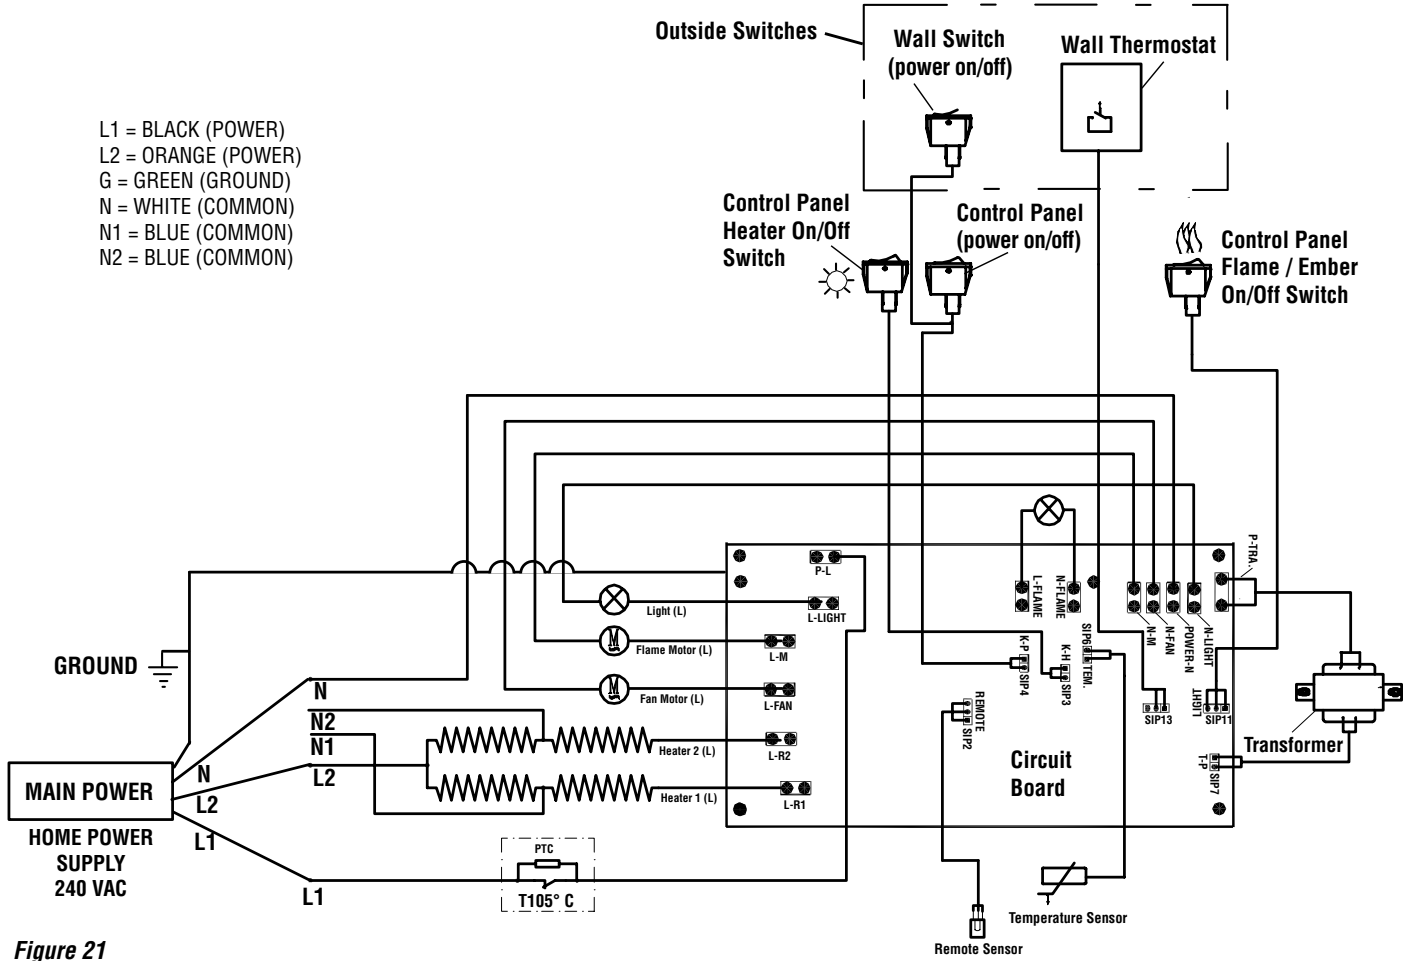 Outside Switches
Wall Switch
(power on/off)
Wall Thermostat
L1 = BLACK (POWER)
L2 = ORANGE (POWER)
G = GREEN (GROUND)
N = WHITE (COMMON)
N1 = BLUE (COMMON)
N2 = BLUE (COMMON)
Control Panel
Heater On/Off
Switch
Control Panel
(power on/off)
Control Panel
Flame / Ember
On/Off Switch
P-L
L-FLAME
N-FLAME
P-TRA.
Light (L)
L-LIGHT
N-M
N-FAN
POWER-N
N-LIGHT
Flame Motor (L)
L-M
K-P
SIP4
K-H
SIP3
SIP6
TEM.
GROUND
N
Fan Motor (L)
L-FAN
REMOTE
SIP2
SIP13
LIGHT
SIP11
N2
N1
Heater 2 (L)
L-R2
Circuit
Board
Transformer
T-P
SIP7
MAIN POWER
N
L2
L2
Heater 1 (L)
L-R1
HOME POWER
SUPPLY
240 VAC
L1
L1
PTC
T105° C
Temperature Sensor
Remote Sensor
Figure 21
M
M